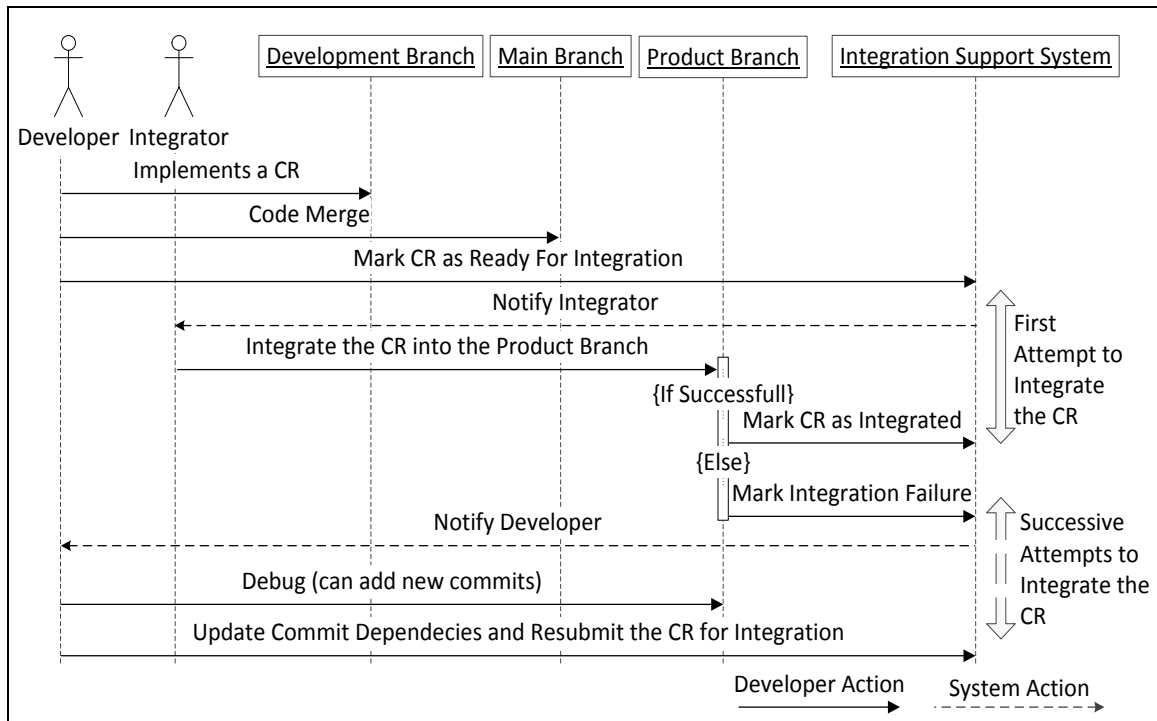 Development Branch
Main Branch
Product Branch
Integration Support System
Developer
Integrator
Implements a CR
Code Merge
Mark CR as Ready For Integration
Notify Integrator
Integrate the CR into the Product Branch
{If Successfull}
Mark CR as Integrated
{Else}
Mark Integration Failure
Notify Developer
Debug (can add new commits)
Update Commit Dependecies and Resubmit the CR for Integration
First
Attempt to
Integrate
the CR
Successive
Attempts to
Integrate the
CR
Developer Action
System Action